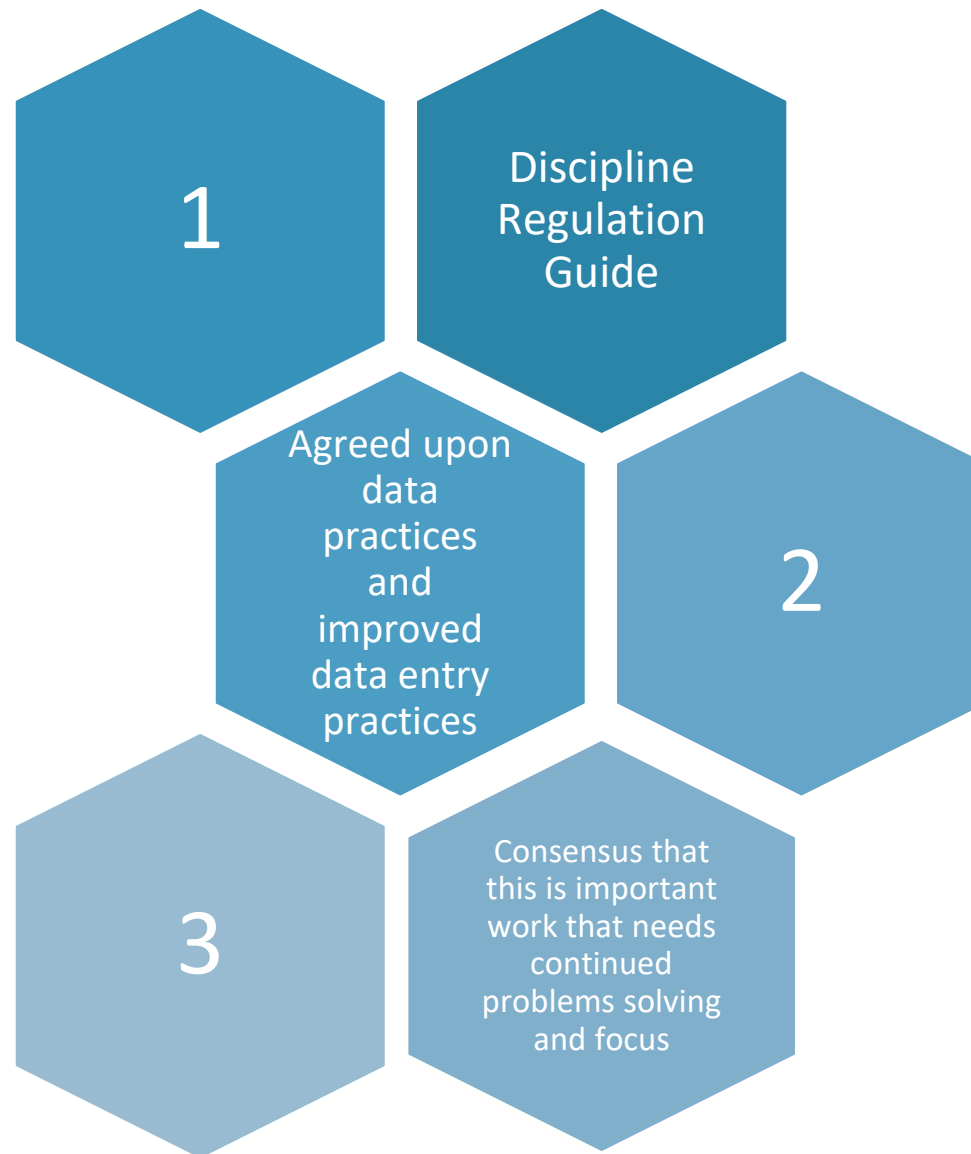 1
Discipline
Regulation
Guide
Agreed upon
data
practices
and
improved
data entry
practices
2
3
Consensus that
this is important
work that needs
continued
problems solving
and focus